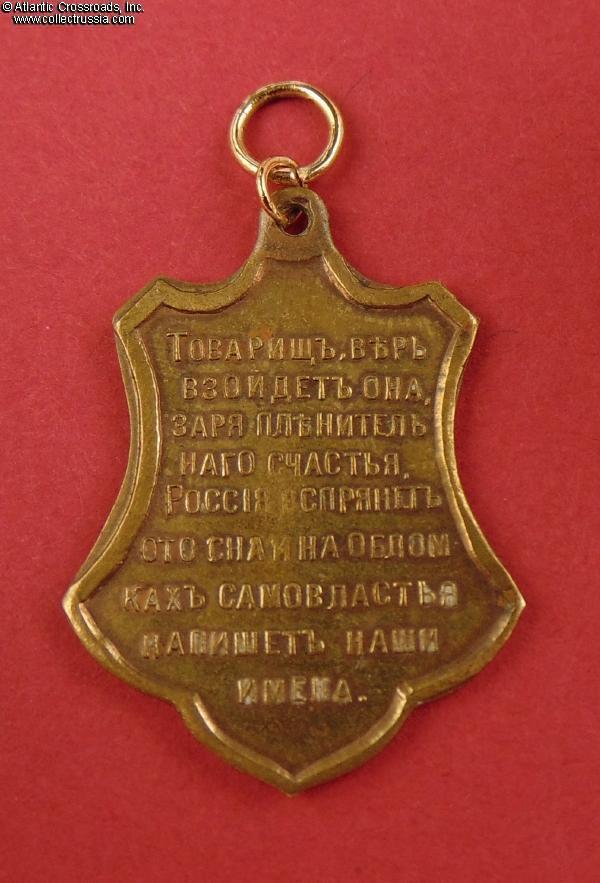 © Atlantic Crossroads, Inc.
www.collectrussia.com
ТОВАРИЩЪ, ВѢРЬ
ВЗОЙДЕТЪ ОНА,
ЗАРЯ ПЛѢНИТЕЛЬ
НАГО СЧАСТЬЯ,
РОССІЯ ВСПРЯНЕТЪ
ОТО СНА И НА ОБЛОМ
КАХЪ САМОВЛАСТЬЯ
НАПИШЕТЪ НАШИ
ИМЕНА.